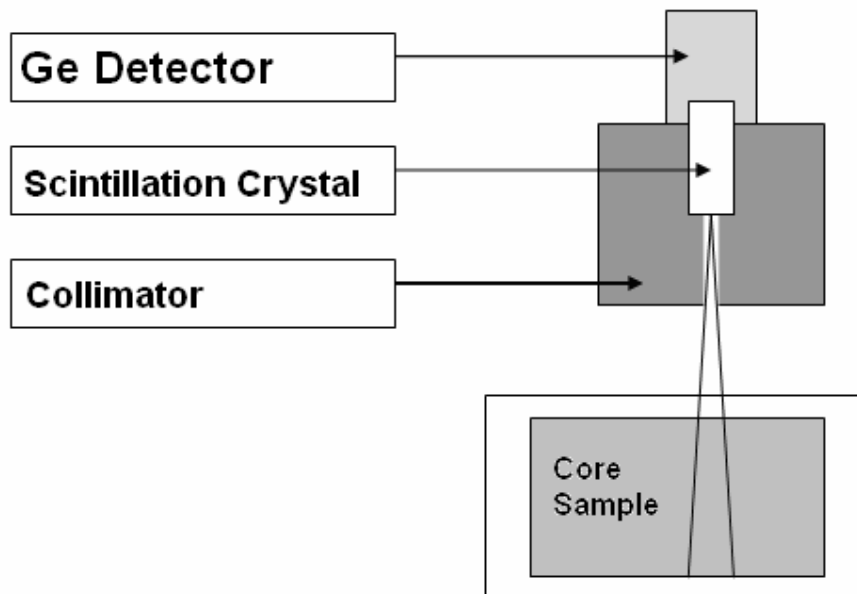 Ge Detector
Scintillation Crystal
Collimator
Core
Sample